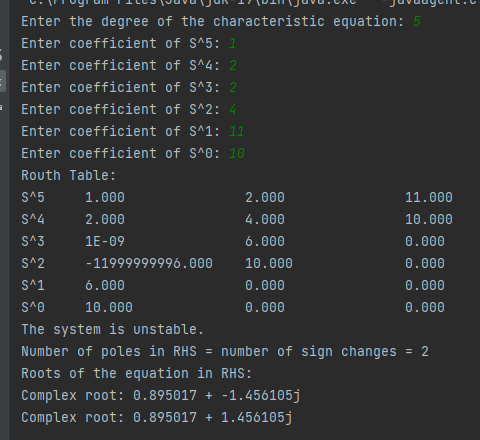 C:\Program Files\Java\jdk-19\bin\java.exe" "-javaagent:C
Enter the degree of the characteristic equation: 5
Enter coefficient of S^5: 1
Enter coefficient of S^4: 2
Enter coefficient of S^3: 2
Enter coefficient of S^2: 4
Enter coefficient of S^1: 11
Enter coefficient of S^0: 10
Routh Table:
S^5 1.000 2.000 11.000
S^4 2.000 4.000 10.000
S^3 1E-09 6.000 0.000
S^2 -11999999996.000 10.000 0.000
S^1 6.000 0.000 0.000
S^0 10.000 0.000 0.000
The system is unstable.
Number of poles in RHS = number of sign changes = 2
Roots of the equation in RHS:
Complex root: 0.895017 + -1.456105j
Complex root: 0.895017 + 1.456105j